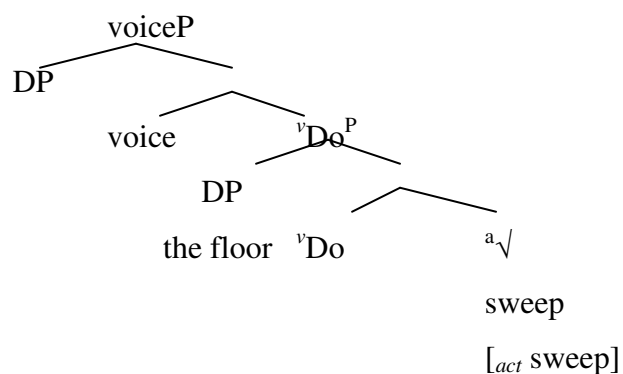 voiceP
DP
voice ᵛDoᴾ
DP
the floor ᵛDo ᵃ√
sweep
[act sweep]